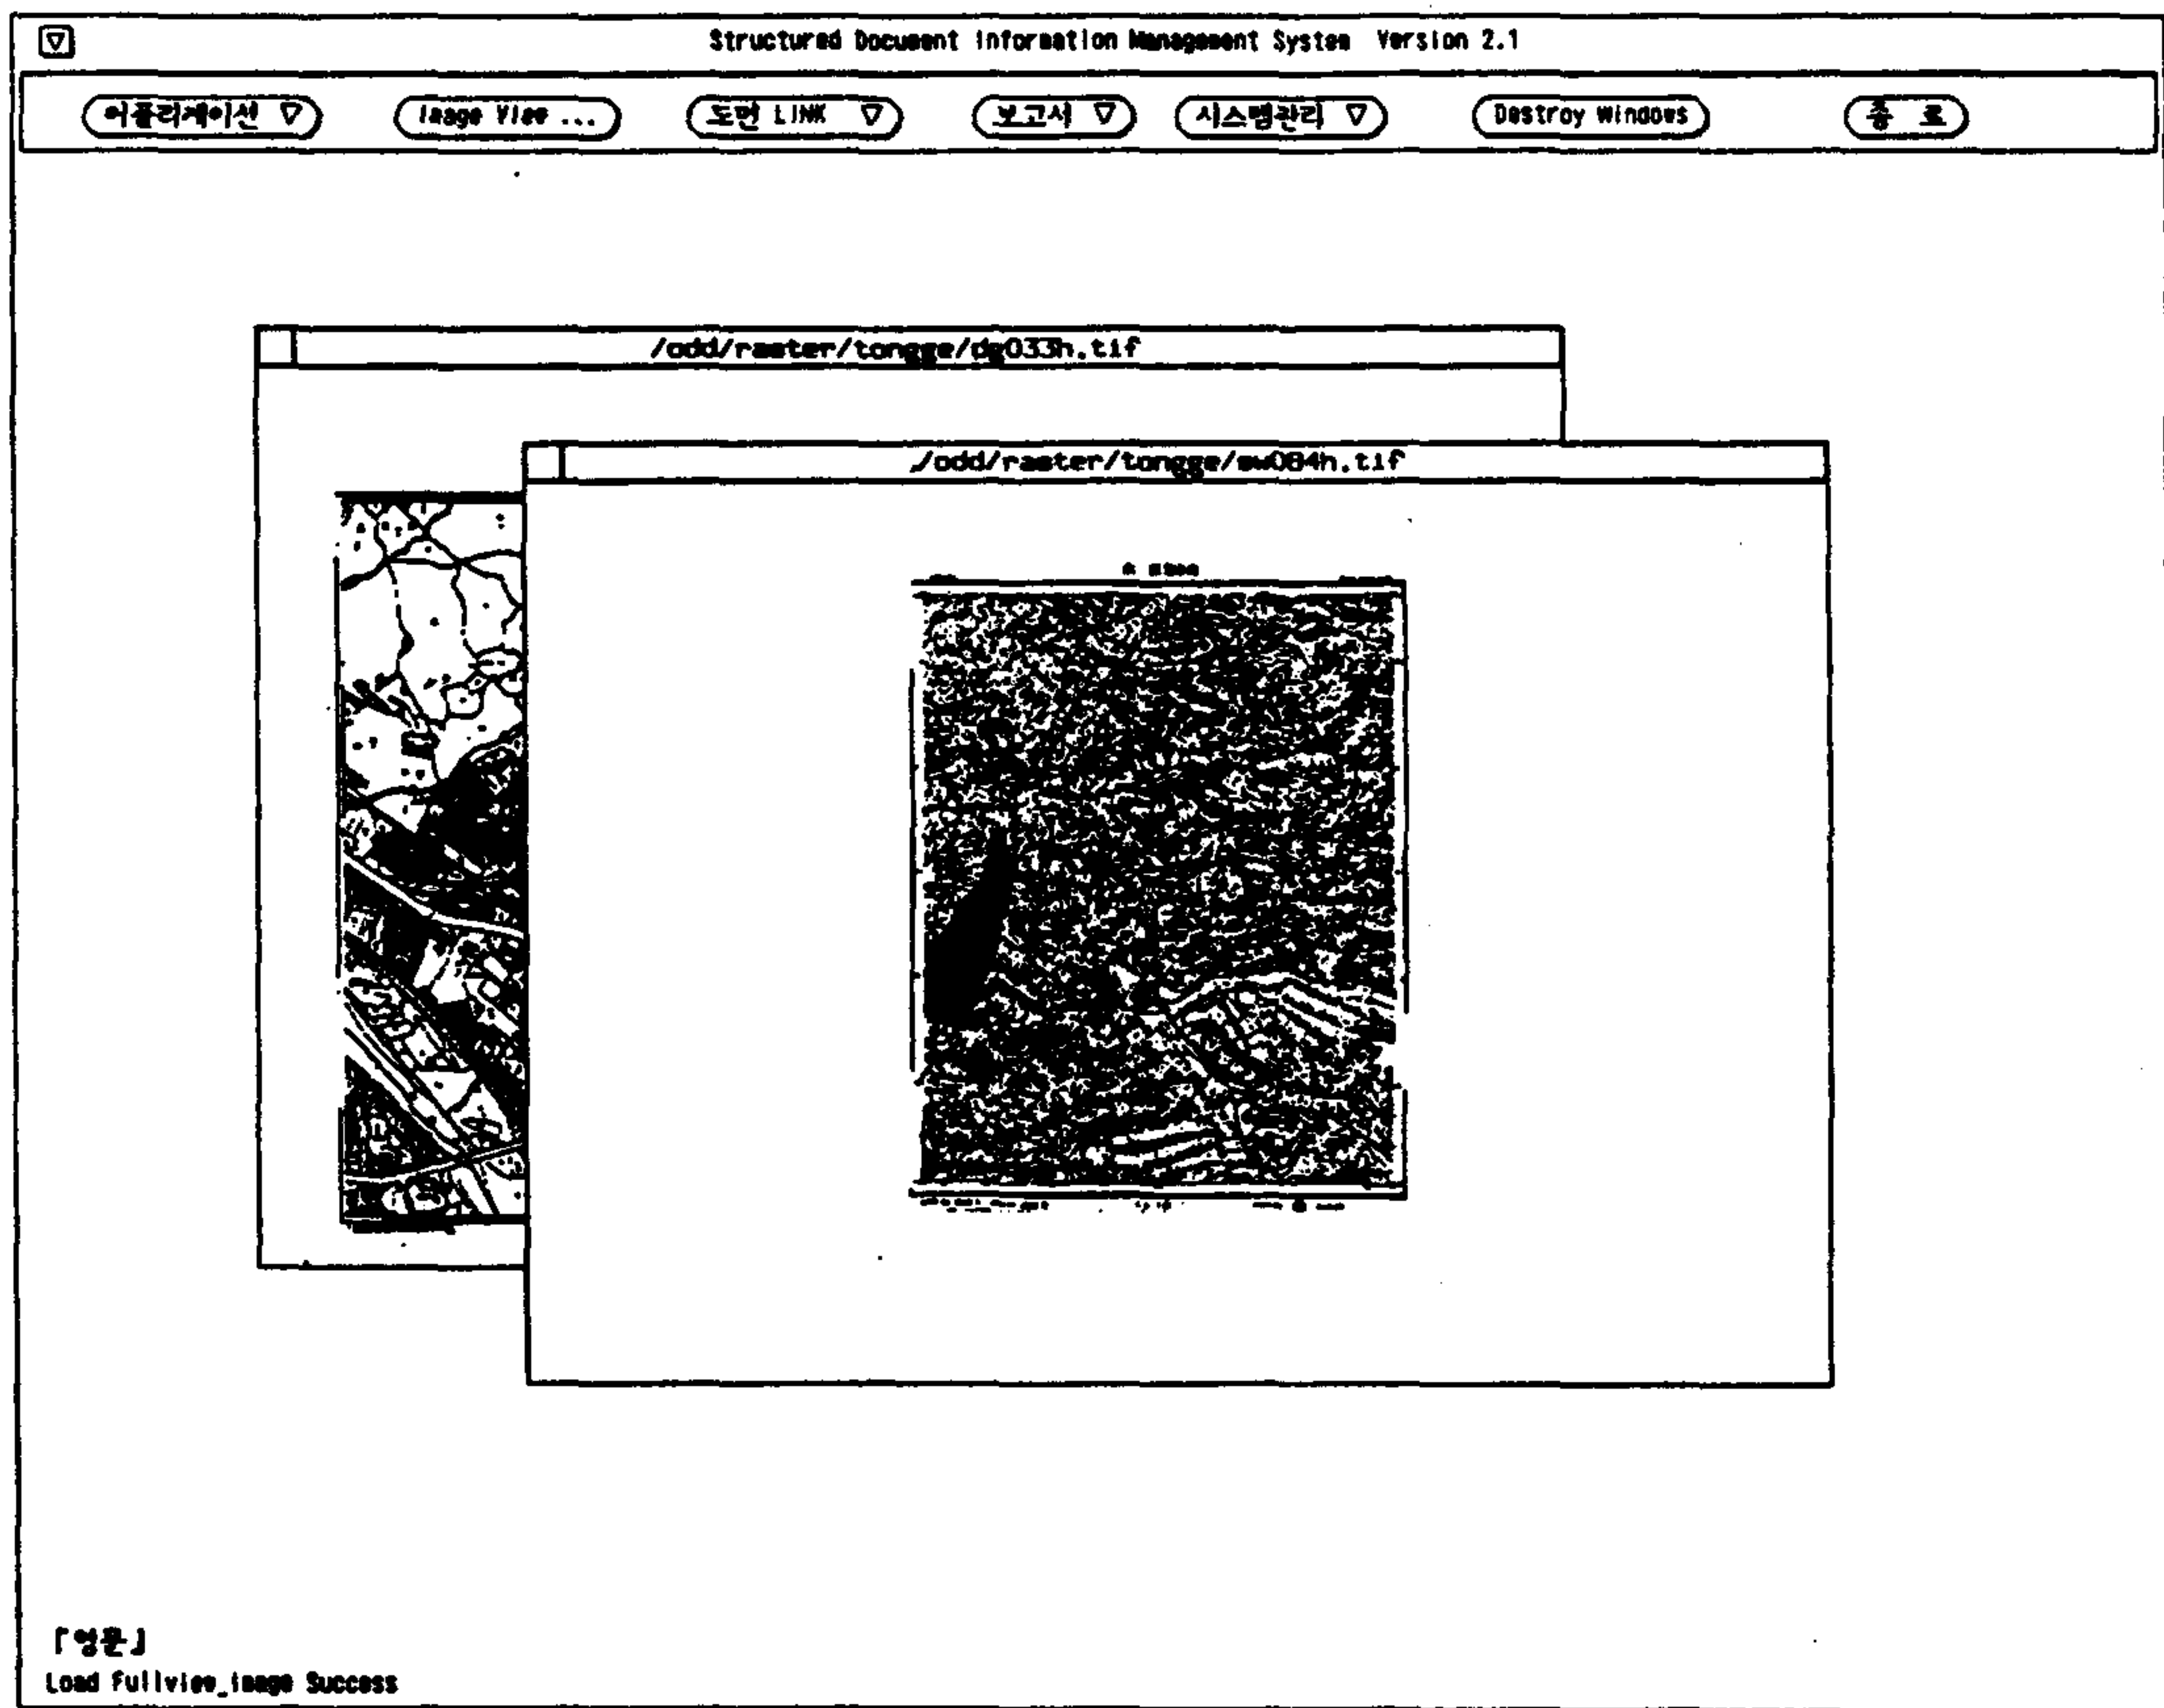 Structured Document Information Management System Version 2.1
어플리케이션 Image View ... 도면 LINK 보고서 시스템관리 Destroy Windows 종 료
/odd/raster/tongge/dg033h.tif
/odd/raster/tongge/sw084h.tif
「영문」
Load Fullview_image Success